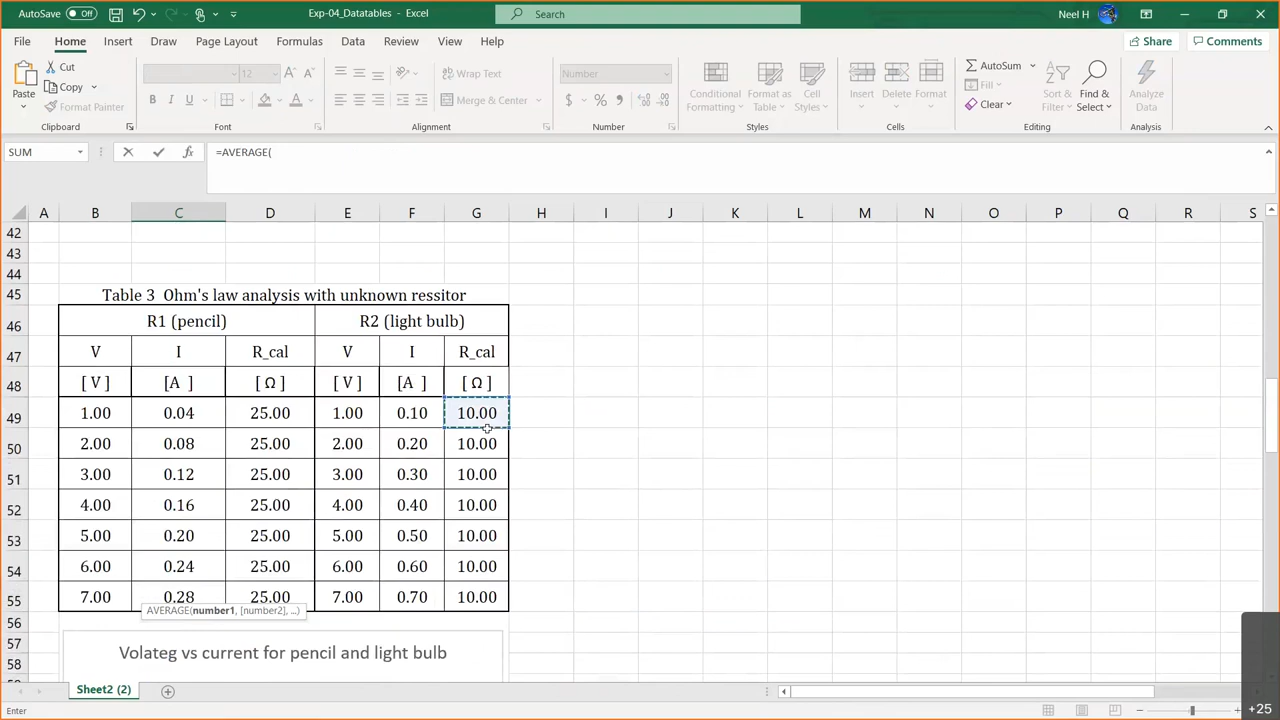 AutoSave Off Exp-04_Datatables - Excel Search Neel H
File Home Insert Draw Page Layout Formulas Data Review View Help Share Comments
Paste Cut Copy Format Painter Clipboard
12 B I U A Font
Wrap Text Merge & Center Alignment
Number $ % Number
Conditional Formatting Format as Table Cell Styles Styles
Insert Delete Format Cells
AutoSum Fill Clear Sort & Filter Find & Select Editing
Analyze Data Analysis
SUM fx =AVERAGE(
A B C D E F G H I J K L M N O P Q R S
42
43
44
45 Table 3 Ohm's law analysis with unknown ressitor
46 R1 (pencil) R2 (light bulb)
47 V I R_cal V I R_cal
48 [ V ] [A ] [ Ω ] [ V ] [A ] [ Ω ]
49 1.00 0.04 25.00 1.00 0.10 10.00
50 2.00 0.08 25.00 2.00 0.20 10.00
51 3.00 0.12 25.00 3.00 0.30 10.00
52 4.00 0.16 25.00 4.00 0.40 10.00
53 5.00 0.20 25.00 5.00 0.50 10.00
54 6.00 0.24 25.00 6.00 0.60 10.00
55 7.00 0.28 25.00 7.00 0.70 10.00
AVERAGE(number1, [number2], ...)
56
57 Volateg vs current for pencil and light bulb
58
Sheet2 (2)
Enter
+25